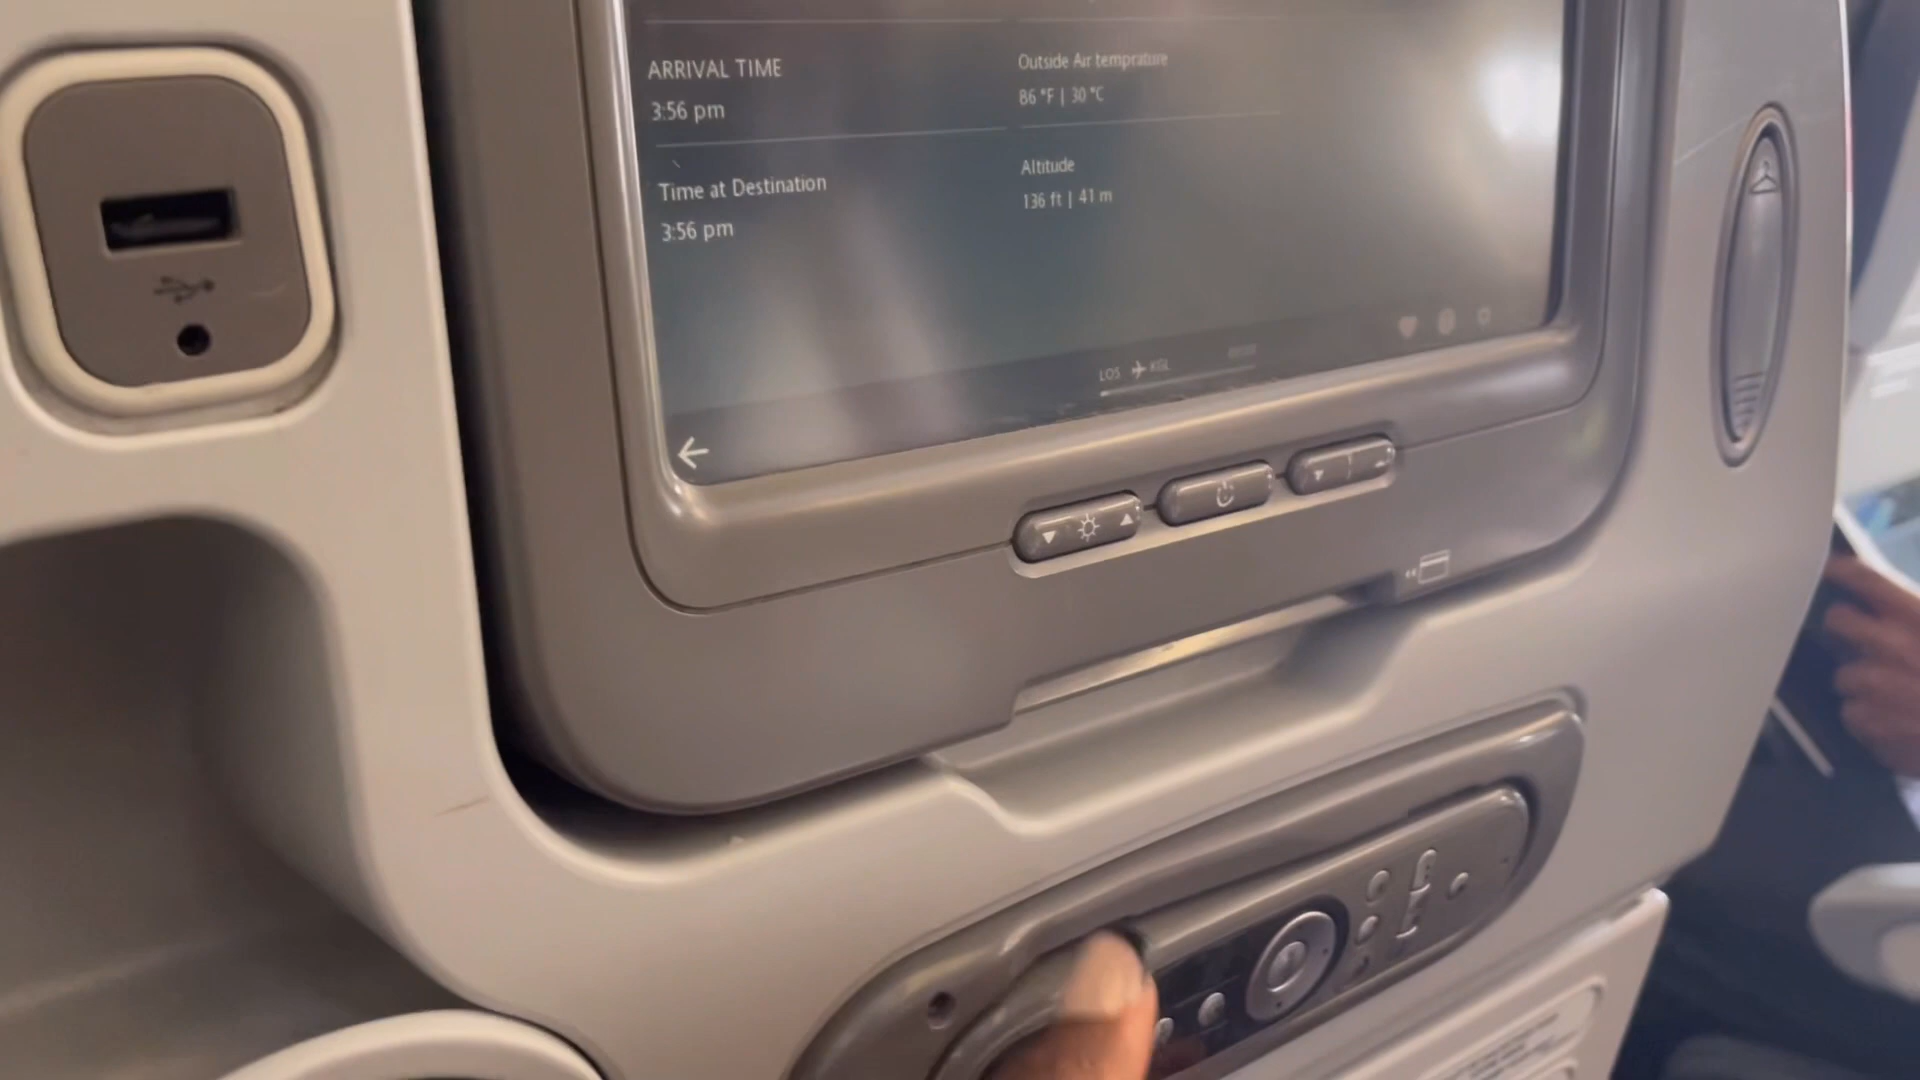 ARRIVAL TIME
3:56 pm
Outside Air temprature
86 °F | 30 °C
Time at Destination
3:56 pm
Altitude
136 ft | 41 m
LOS KGL